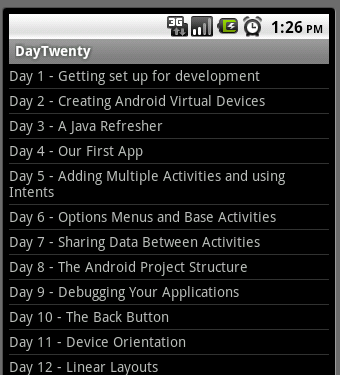 3G
1:26 PM
DayTwenty
Day 1 - Getting set up for development
Day 2 - Creating Android Virtual Devices
Day 3 - A Java Refresher
Day 4 - Our First App
Day 5 - Adding Multiple Activities and using
Intents
Day 6 - Options Menus and Base Activities
Day 7 - Sharing Data Between Activities
Day 8 - The Android Project Structure
Day 9 - Debugging Your Applications
Day 10 - The Back Button
Day 11 - Device Orientation
Day 12 - Linear Layouts